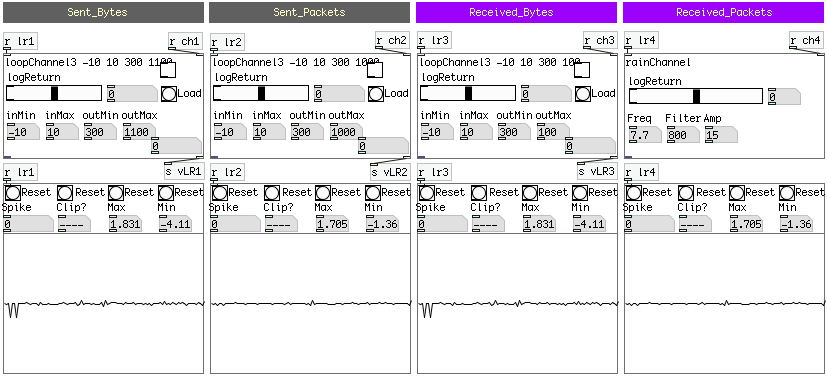 Sent_Bytes Sent_Packets Received_Bytes Received_Packets
r lr1 r ch1 r lr2 r ch2 r lr3 r ch3 r lr4 r ch4
loopChannel3 -10 10 300 1100 loopChannel3 -10 10 300 1000 loopChannel3 -10 10 300 100 rainChannel
logReturn logReturn logReturn logReturn
0 Load 0 Load 0 Load 0
inMin inMax outMin outMax inMin inMax outMin outMax inMin inMax outMin outMax Freq Filter Amp
-10 10 300 1100 -10 10 300 1000 -10 10 300 100 7.7 800 15
0 0 0
r lr1 s vLR1 r lr2 s vLR2 r lr3 s vLR3 r lr4
Reset Reset Reset Reset Reset Reset Reset Reset Reset Reset Reset Reset Reset Reset Reset Reset
Spike Clip? Max Min Spike Clip? Max Min Spike Clip? Max Min Spike Clip? Max Min
0 ---- 1.831 -4.11 0 ---- 1.705 -1.36 0 ---- 1.831 -4.11 0 ---- 1.705 -1.36